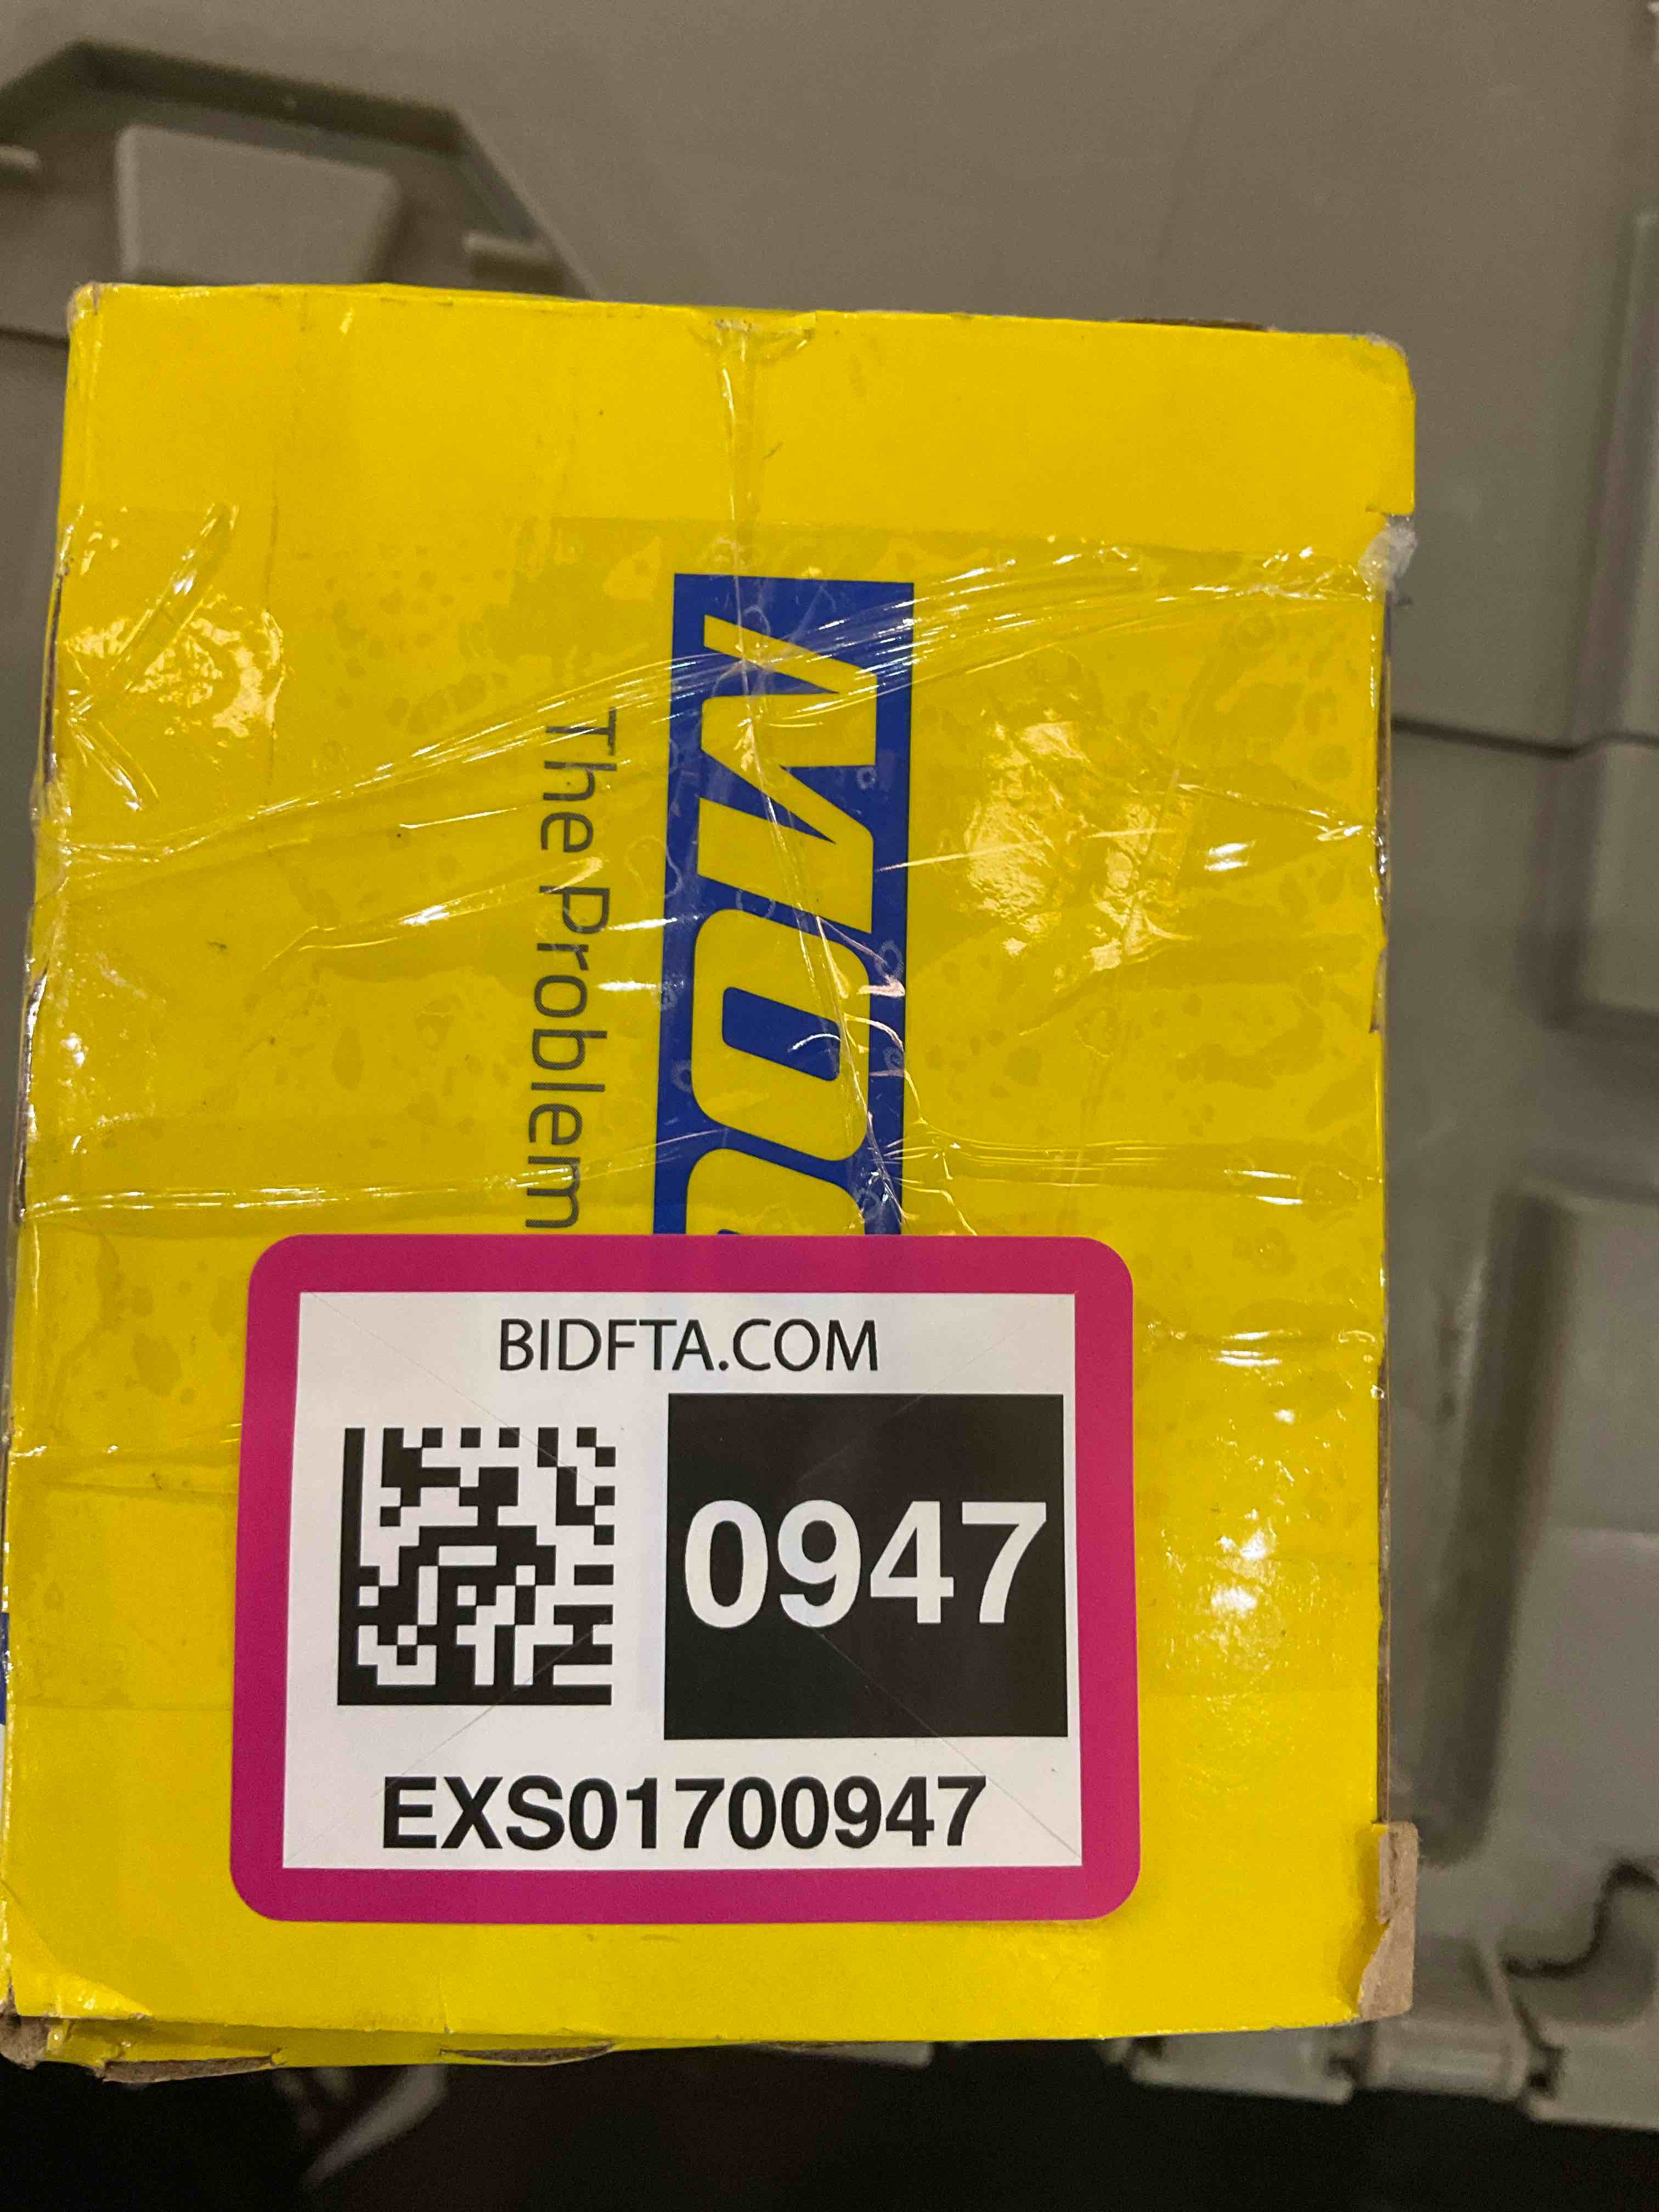 The Problem
BIDFTA.COM
0947
EXS01700947